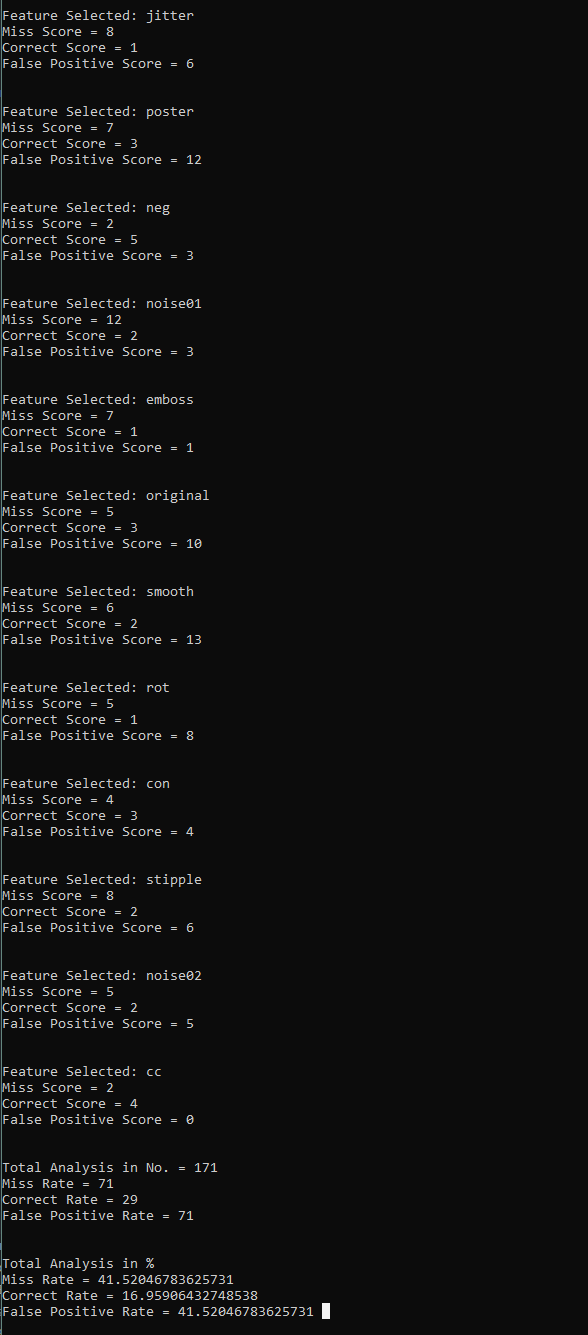 Feature Selected: jitter
Miss Score = 8
Correct Score = 1
False Positive Score = 6
Feature Selected: poster
Miss Score = 7
Correct Score = 3
False Positive Score = 12
Feature Selected: neg
Miss Score = 2
Correct Score = 5
False Positive Score = 3
Feature Selected: noise01
Miss Score = 12
Correct Score = 2
False Positive Score = 3
Feature Selected: emboss
Miss Score = 7
Correct Score = 1
False Positive Score = 1
Feature Selected: original
Miss Score = 5
Correct Score = 3
False Positive Score = 10
Feature Selected: smooth
Miss Score = 6
Correct Score = 2
False Positive Score = 13
Feature Selected: rot
Miss Score = 5
Correct Score = 1
False Positive Score = 8
Feature Selected: con
Miss Score = 4
Correct Score = 3
False Positive Score = 4
Feature Selected: stipple
Miss Score = 8
Correct Score = 2
False Positive Score = 6
Feature Selected: noise02
Miss Score = 5
Correct Score = 2
False Positive Score = 5
Feature Selected: cc
Miss Score = 2
Correct Score = 4
False Positive Score = 0
Total Analysis in No. = 171
Miss Rate = 71
Correct Rate = 29
False Positive Rate = 71
Total Analysis in %
Miss Rate = 41.52046783625731
Correct Rate = 16.95906432748538
False Positive Rate = 41.52046783625731